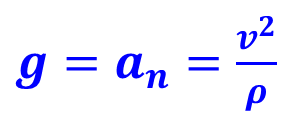 g = aₙ = v²/ρ